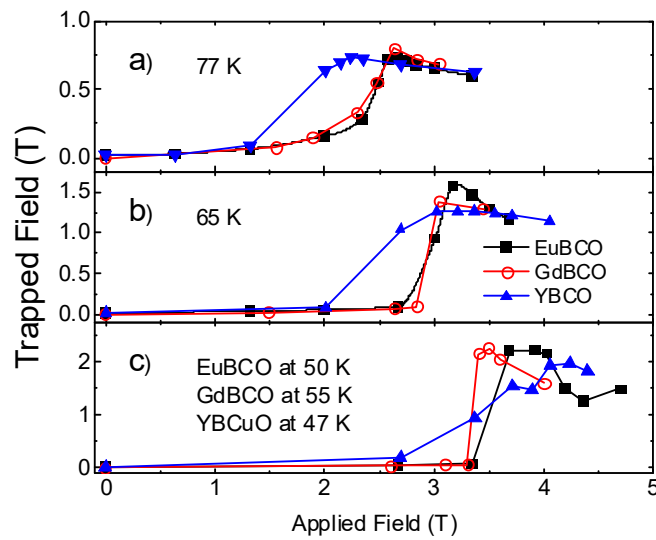 Trapped Field (T)
1.0
0.5
0.0
a) 77 K
1.5
1.0
0.5
0.0
b) 65 K
EuBCO
GdBCO
YBCO
2
1
0
c)
EuBCO at 50 K
GdBCO at 55 K
YBCuO at 47 K
0 1 2 3 4 5
Applied Field (T)